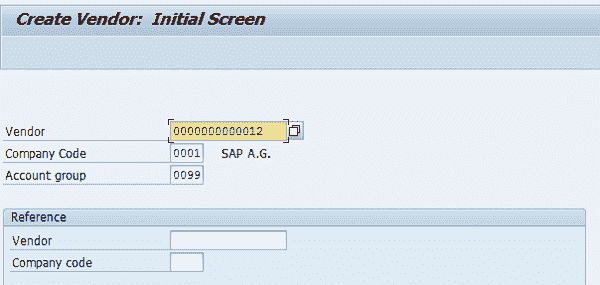 Create Vendor: Initial Screen
Vendor 0000000000012
Company Code 0001 SAP A.G.
Account group 0099
Reference
Vendor
Company code